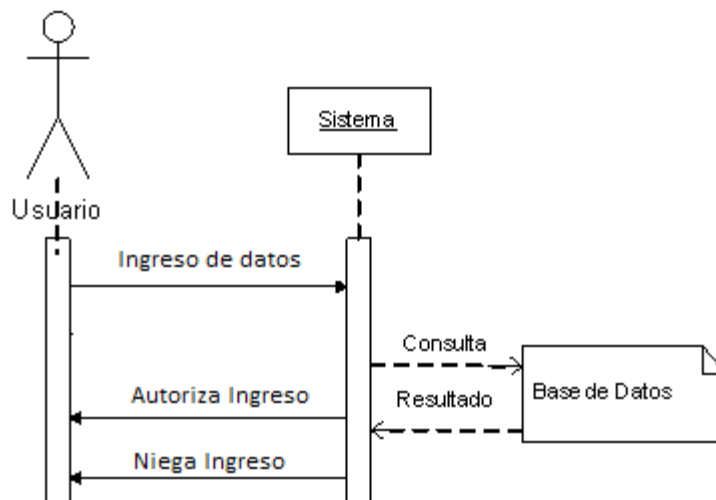 Sistema
Usuario
Ingreso de datos
Consulta
Base de Datos
Autoriza Ingreso
Resultado
Niega Ingreso